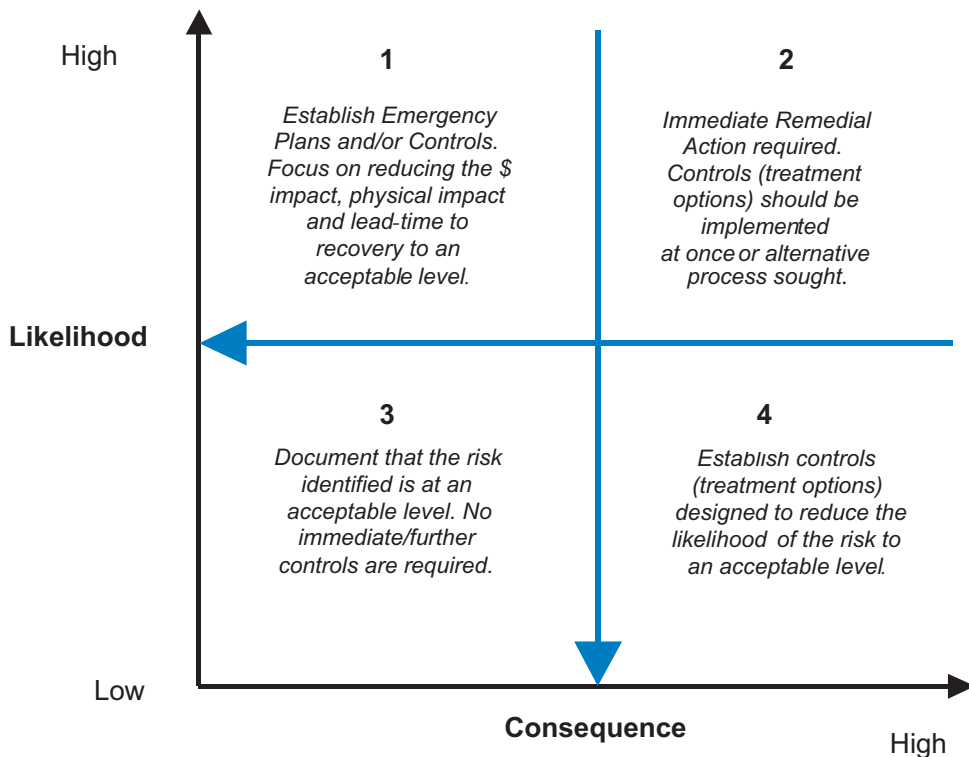 High
1
Establish Emergency
Plans and/or Controls.
Focus on reducing the $
impact, physical impact
and lead-time to
recovery to an
acceptable level.
2
Immediate Remedial
Action required.
Controls (treatment
options) should be
implemented
at once or alternative
process sought.
Likelihood
3
Document that the risk
identified is at an
acceptable level. No
immediate/further
controls are required.
4
Establish controls
(treatment options)
designed to reduce the
likelihood of the risk to
an acceptable level.
Low
Consequence
High